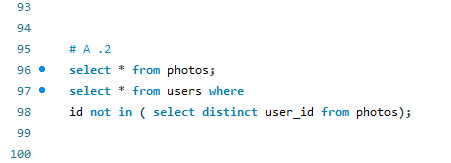 93
94
95 # A .2
96 select * from photos;
97 select * from users where
98 id not in ( select distinct user_id from photos);
99
100